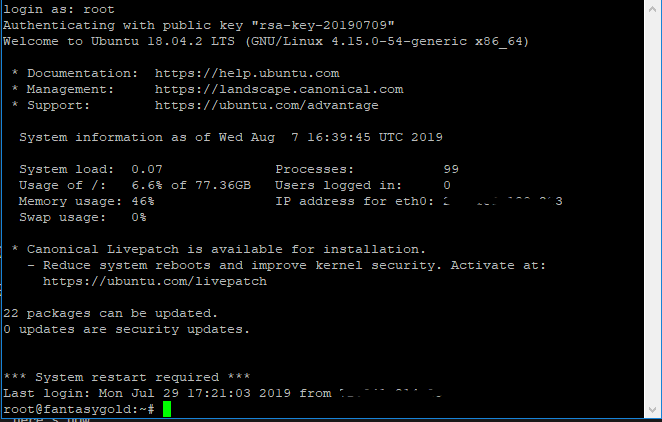 login as: root
Authenticating with public key "rsa-key-20190709"
Welcome to Ubuntu 18.04.2 LTS (GNU/Linux 4.15.0-54-generic x86_64)
* Documentation:  https://help.ubuntu.com
* Management:     https://landscape.canonical.com
* Support:        https://ubuntu.com/advantage
System information as of Wed Aug  7 16:39:45 UTC 2019
System load:  0.07              Processes:           99
Usage of /:   6.6% of 77.36GB   Users logged in:     0
Memory usage: 46%               IP address for eth0:
Swap usage:   0%
* Canonical Livepatch is available for installation.
- Reduce system reboots and improve kernel security. Activate at:
https://ubuntu.com/livepatch
22 packages can be updated.
0 updates are security updates.
*** System restart required ***
Last login: Mon Jul 29 17:21:03 2019 from
root@fantasygold:~#